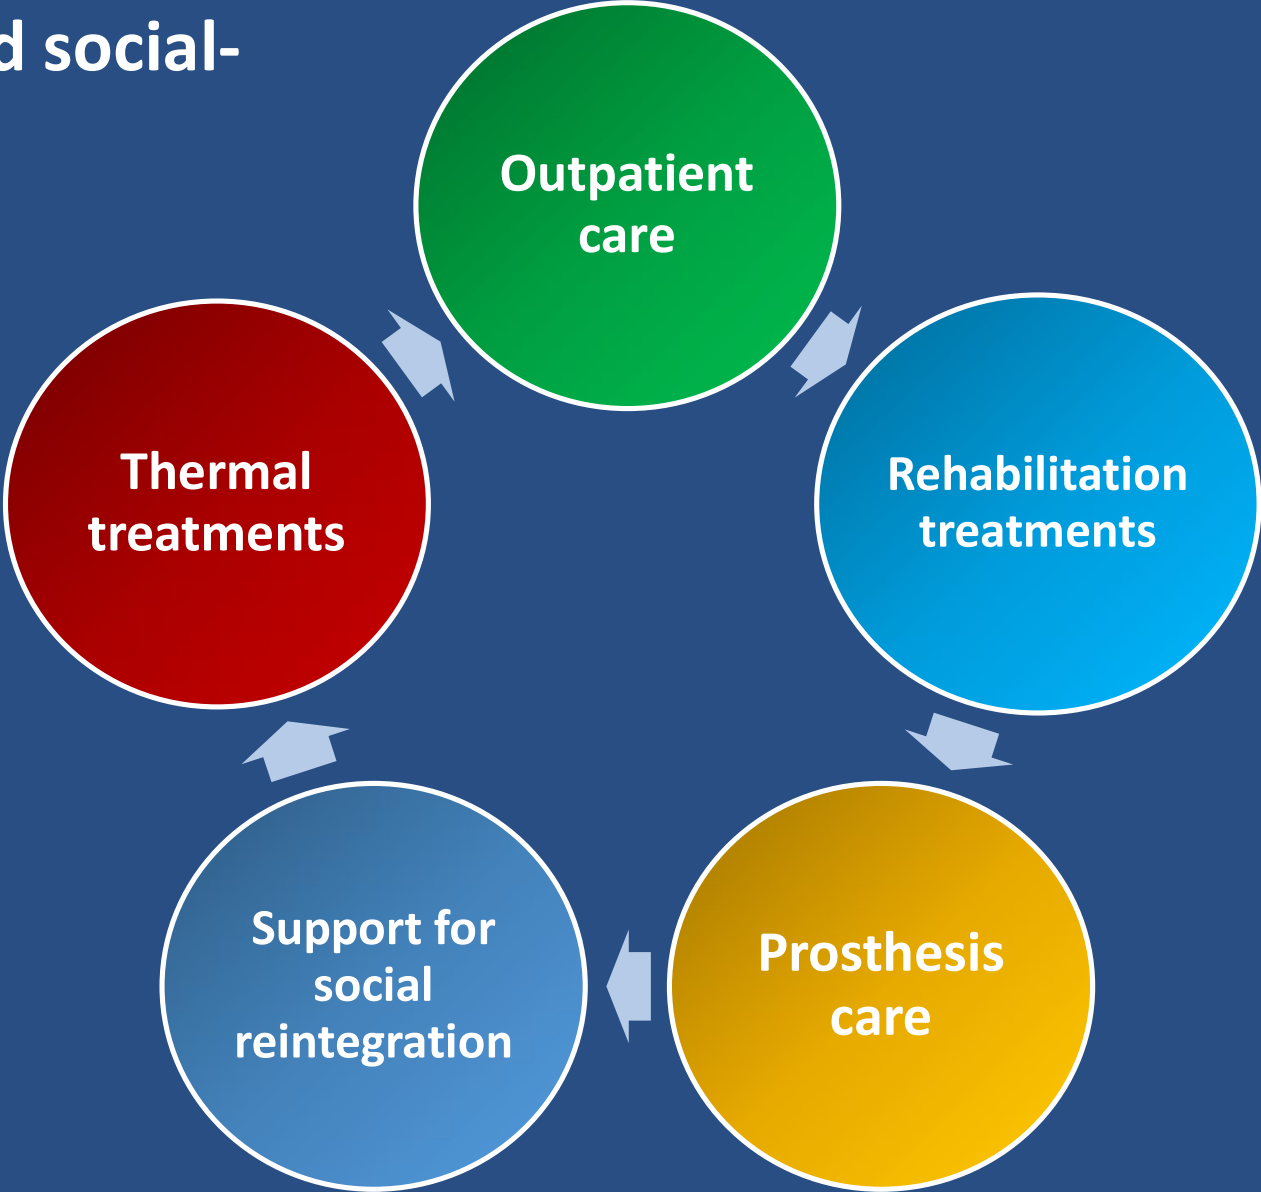 d social-
Outpatient
care
Rehabilitation
treatments
Prosthesis
care
Support for
social
reintegration
Thermal
treatments